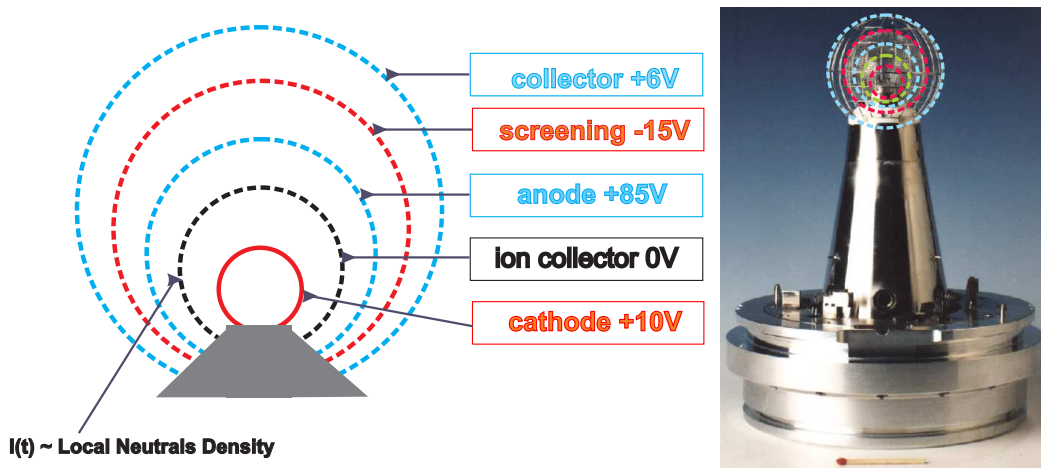 collector +6V
screening -15V
anode +85V
ion collector 0V
cathode +10V
I(t) ~ Local Neutrals Density